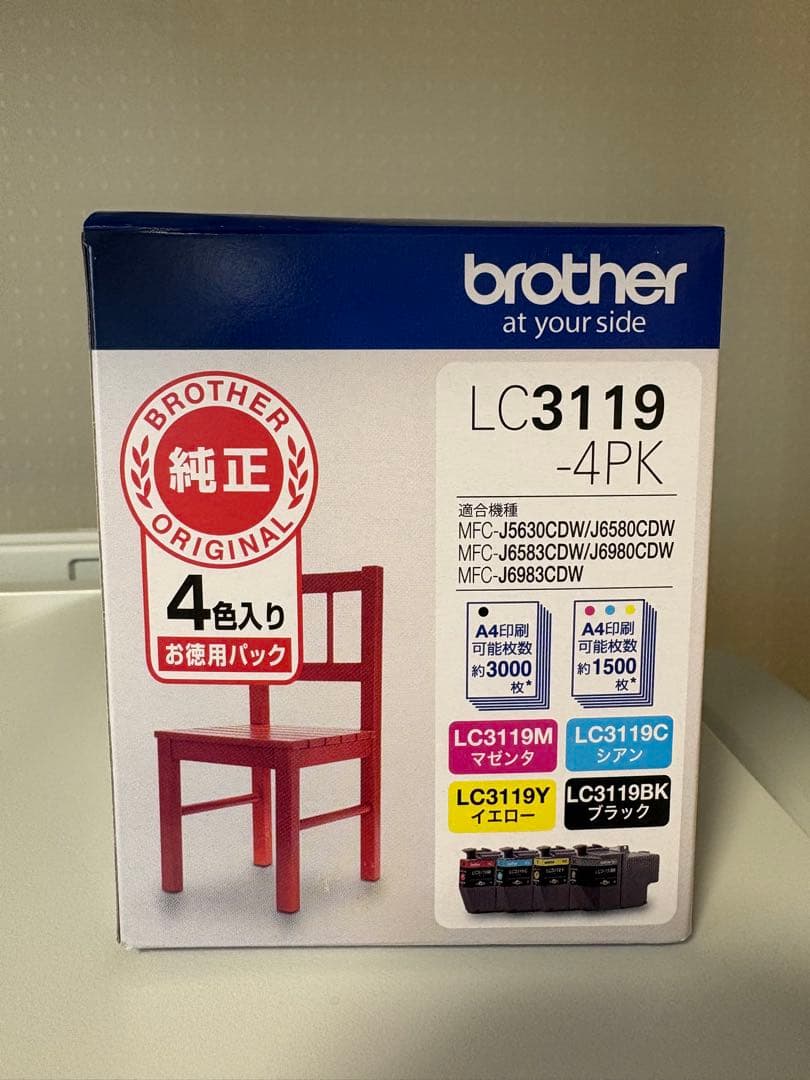 brother
at your side
BROTHER
純正
ORIGINAL
4色入り
お徳用パック
LC3119
-4PK
適合機種
MFC-J5630CDW/J6580CDW
MFC-J6583CDW/J6980CDW
MFC-J6983CDW
A4印刷
可能枚数
約3000
枚*
A4印刷
可能枚数
約1500
枚*
LC3119M
マゼンタ
LC3119C
シアン
LC3119Y
イエロー
LC3119BK
ブラック